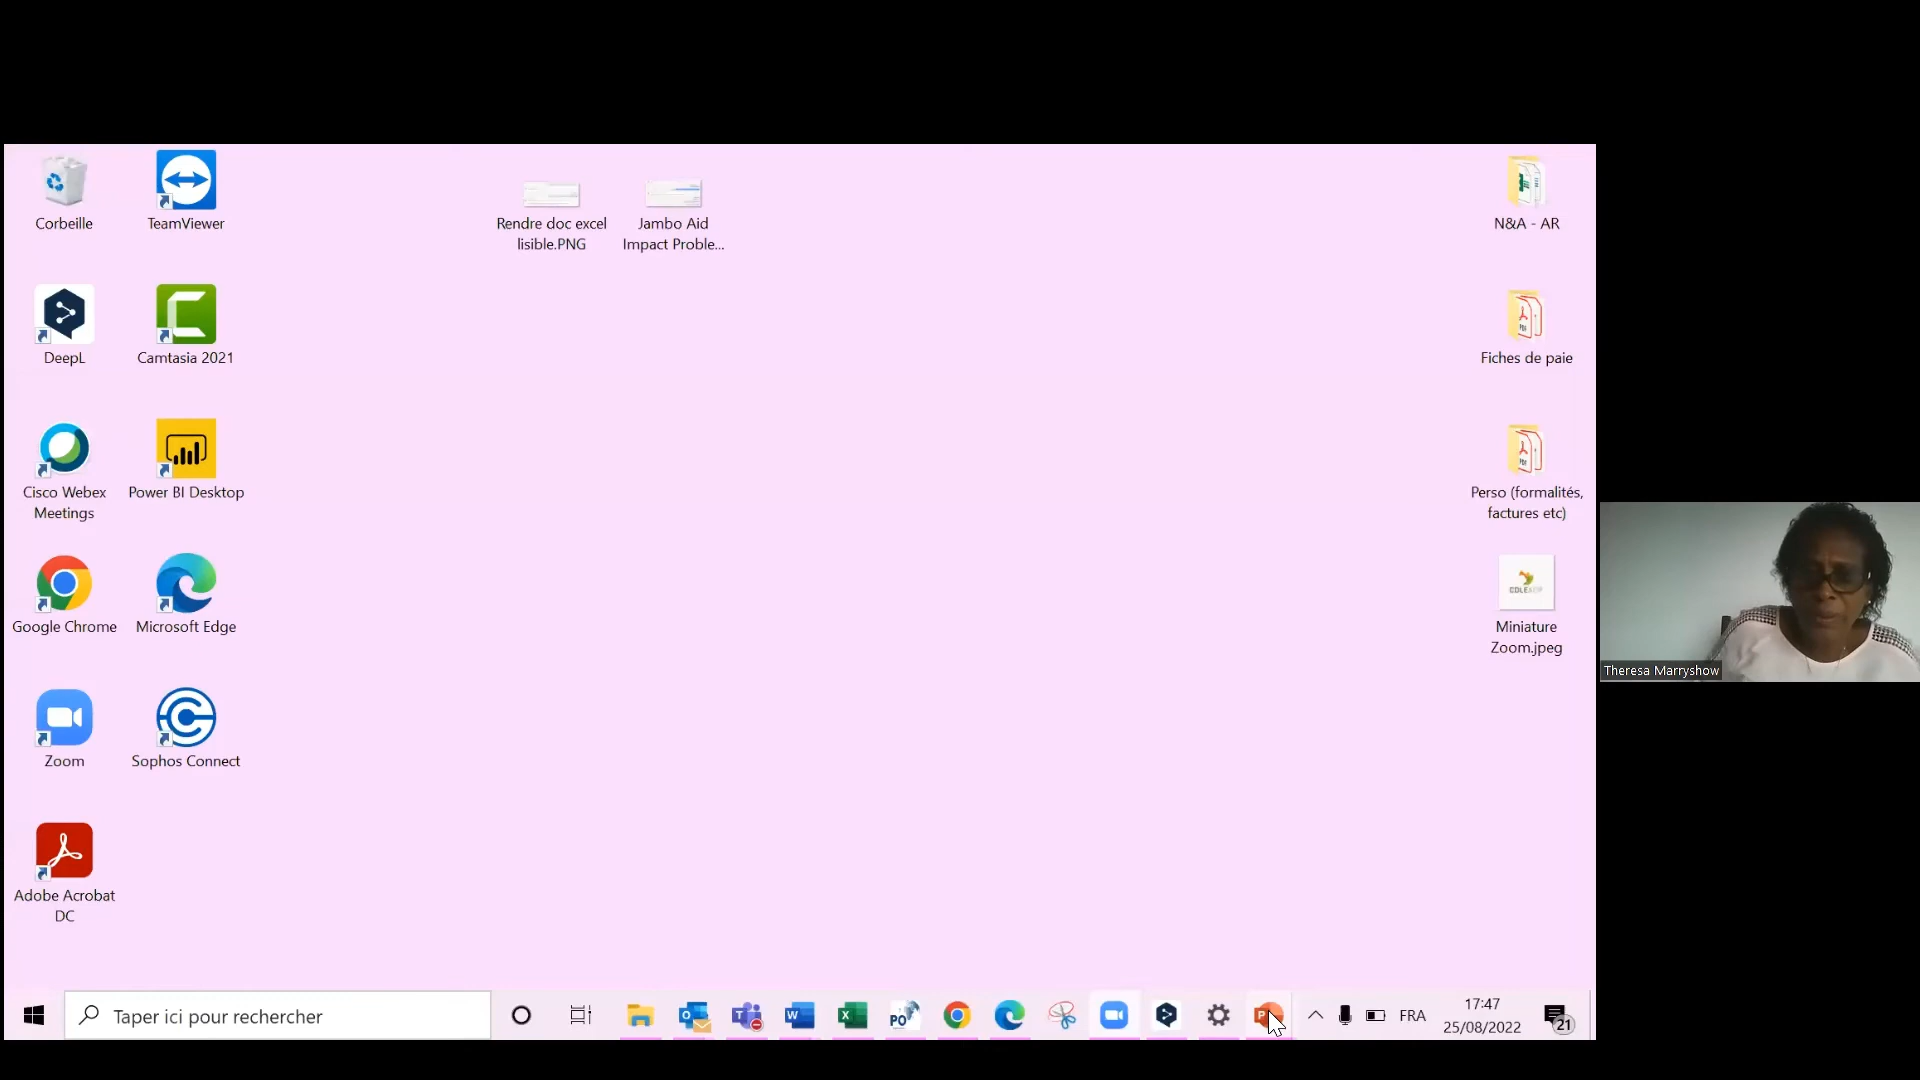 Corbeille
TeamViewer
Rendre doc excel
lisible.PNG
Jambo Aid
Impact Proble...
N&A - AR
DeepL
Camtasia 2021
Fiches de paie
Cisco Webex
Meetings
Power BI Desktop
Perso (formalités,
factures etc)
Google Chrome
Microsoft Edge
Miniature
Zoom.jpeg
Theresa Marryshow
Zoom
Sophos Connect
Adobe Acrobat
DC
Taper ici pour rechercher
FRA
17:47
25/08/2022
21